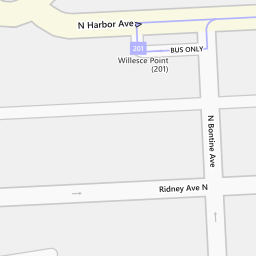 N Harbor Ave
201
BUS ONLY
Willesce Point
(201)
N Bontine Ave
Ridney Ave N